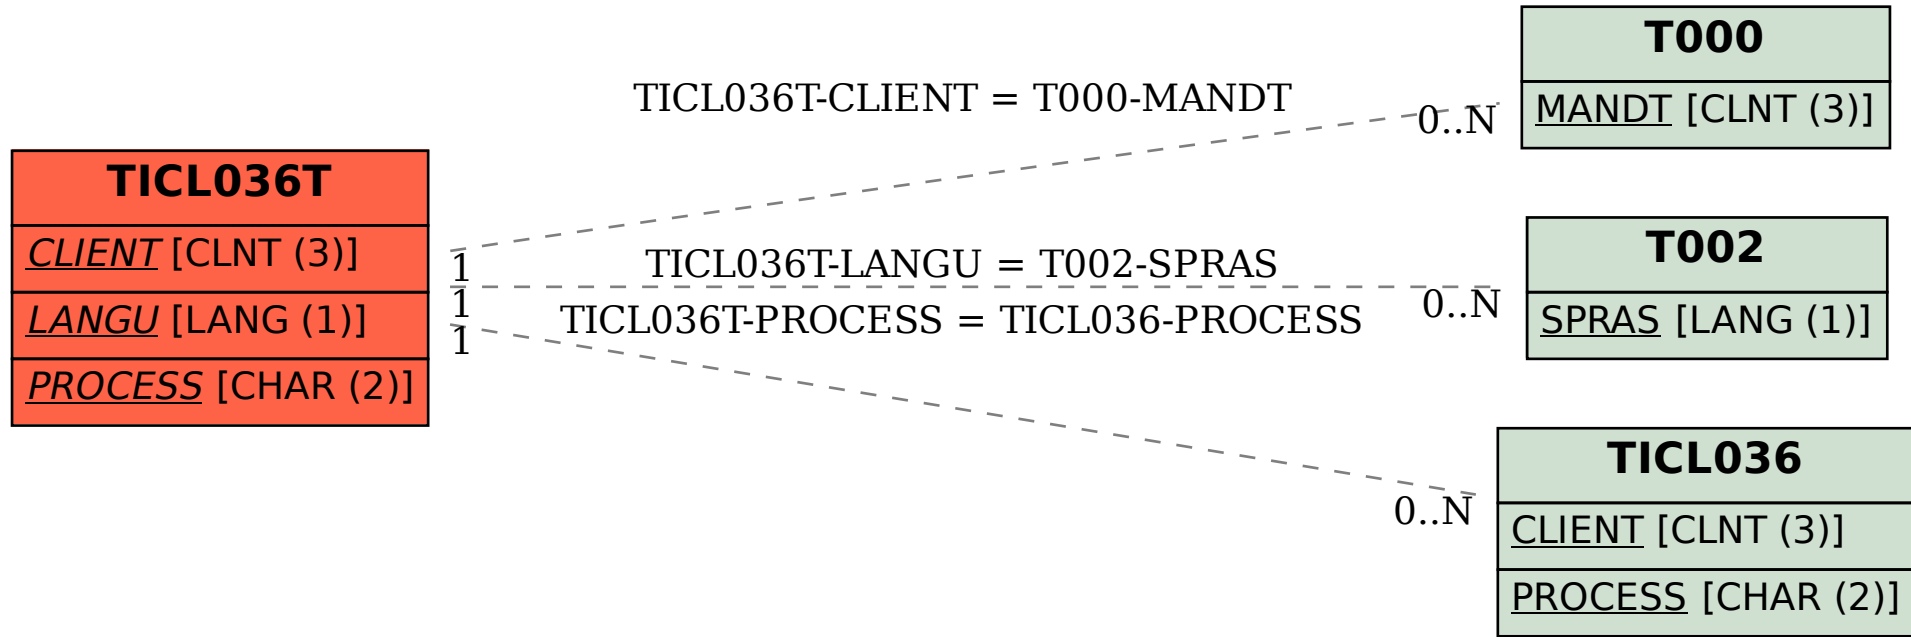 T000
MANDT [CLNT (3)]
TICL036T-CLIENT = T000-MANDT
0..N
TICL036T
CLIENT [CLNT (3)]
LANGU [LANG (1)]
PROCESS [CHAR (2)]
1
TICL036T-LANGU = T002-SPRAS
1
0..N
TICL036T-PROCESS = TICL036-PROCESS
1
T002
SPRAS [LANG (1)]
0..N
TICL036
CLIENT [CLNT (3)]
PROCESS [CHAR (2)]